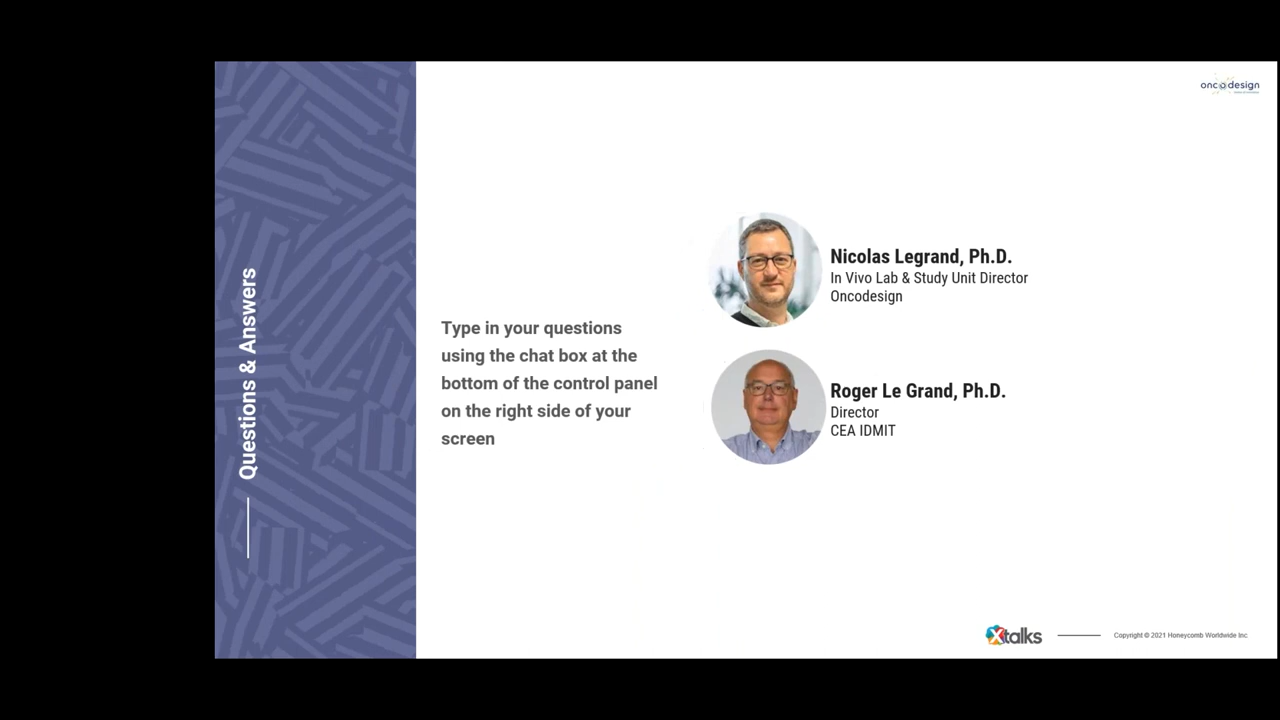 oncodesign
Questions & Answers
Type in your questions
using the chat box at the
bottom of the control panel
on the right side of your
screen
Nicolas Legrand, Ph.D.
In Vivo Lab & Study Unit Director
Oncodesign
Roger Le Grand, Ph.D.
Director
CEA IDMIT
Xtalks
Copyright © 2021 Honeycomb Worldwide Inc